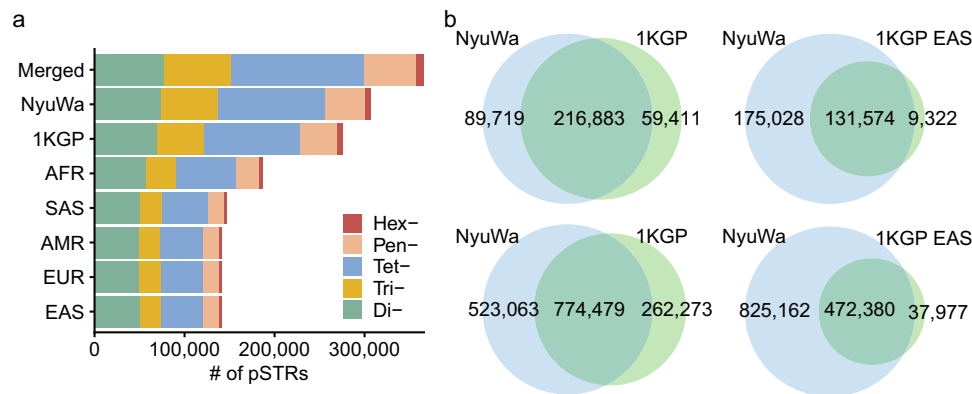 a
Merged
NyuWa
1KGP
AFR
SAS
AMR
EUR
EAS
Hex−
Pen−
Tet−
Tri−
Di−
0 100,000 200,000 300,000
# of pSTRs
b
NyuWa 1KGP
89,719 216,883 59,411
NyuWa 1KGP EAS
175,028 131,574 9,322
NyuWa 1KGP
523,063 774,479 262,273
NyuWa 1KGP EAS
825,162 472,380 37,977